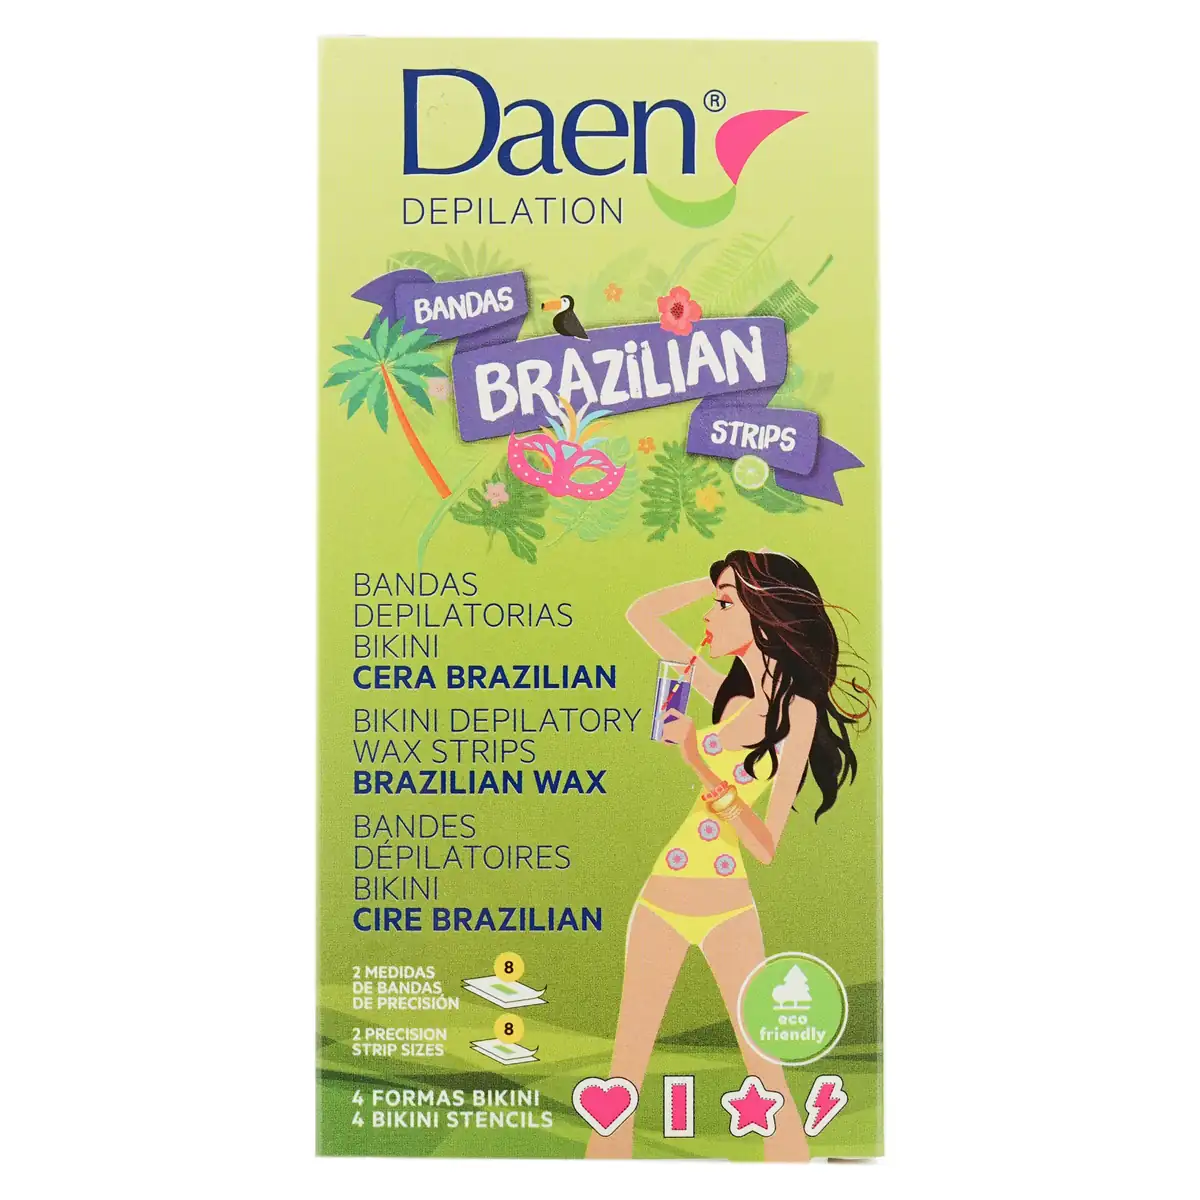 Daen®
DEPILATION
BANDAS
BRAZiLIAN
STRIPS
BANDAS
DEPILATORIAS
BIKINI
CERA BRAZILIAN
BIKINI DEPILATORY
WAX STRIPS
BRAZILIAN WAX
BANDES
DÉPILATOIRES
BIKINI
CIRE BRAZILIAN
2 MEDIDAS
DE BANDAS
DE PRECISIÓN
8
2 PRECISION
STRIP SIZES
8
eco
friendly
4 FORMAS BIKINI
4 BIKINI STENCILS